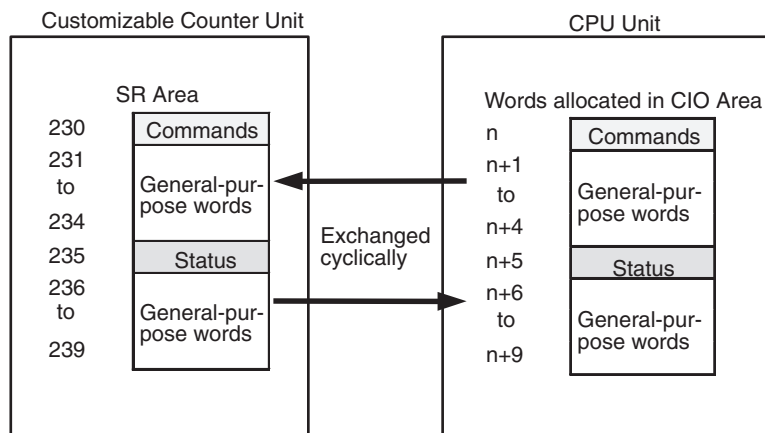 Customizable Counter Unit
CPU Unit
SR Area
Words allocated in CIO Area
230
Commands
231
to
234
General-pur-
pose words
235
Status
236
to
239
General-pur-
pose words
Exchanged
cyclically
n
Commands
n+1
to
n+4
General-pur-
pose words
n+5
Status
n+6
to
n+9
General-pur-
pose words